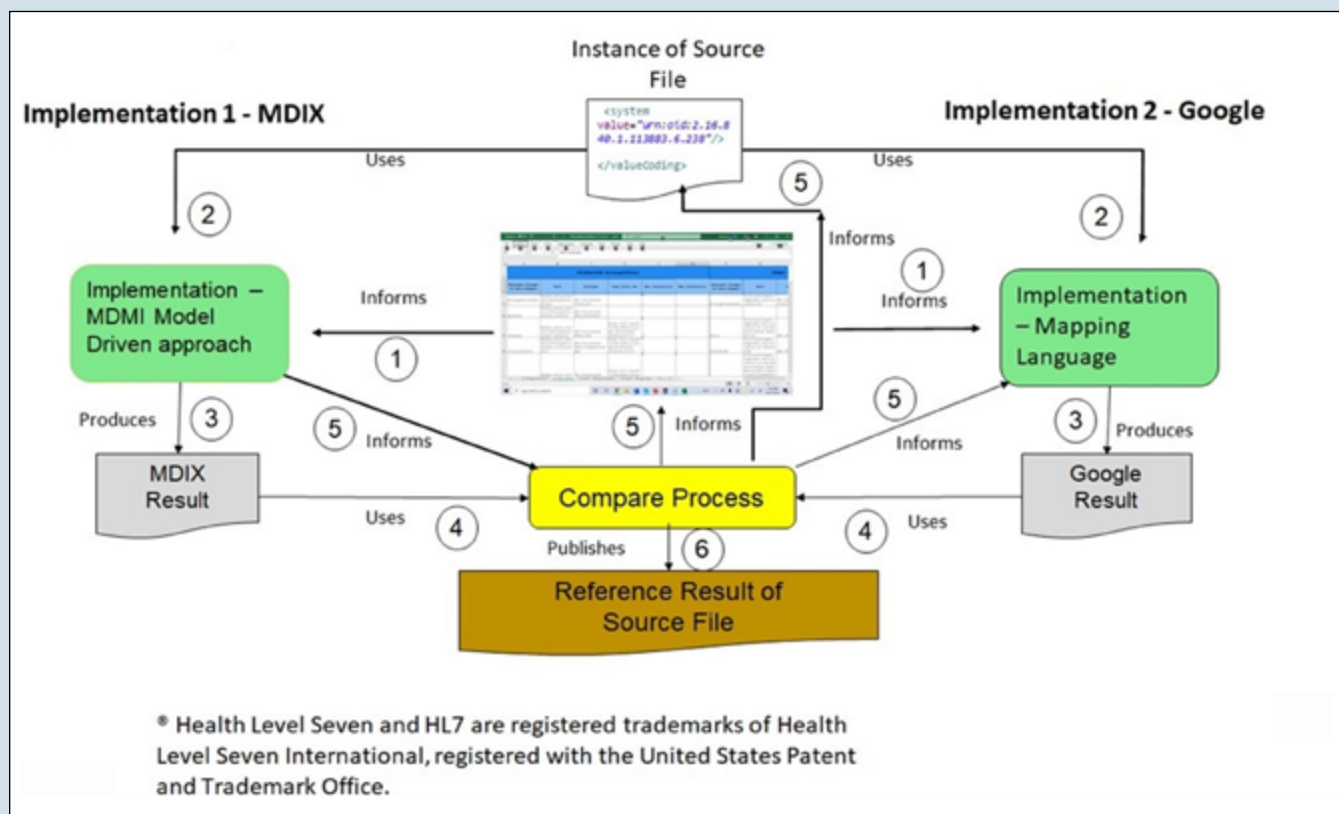 Instance of Source
File
Implementation 1 - MDIX
Implementation 2 - Google
<system
value="urn:oid:2.16.8
40.1.113883.6.238"/>
</valueCoding>
Uses
Uses
5
2
2
Informs
1
Implementation –
MDMI Model
Driven approach
Informs
Informs
Implementation
– Mapping
Language
1
Produces
3
5
Informs
5
Informs
5
Informs
3
Produces
MDIX
Result
Compare Process
Google
Result
Uses
4
4
Uses
Publishes
6
Reference Result of
Source File
® Health Level Seven and HL7 are registered trademarks of Health
Level Seven International, registered with the United States Patent
and Trademark Office.